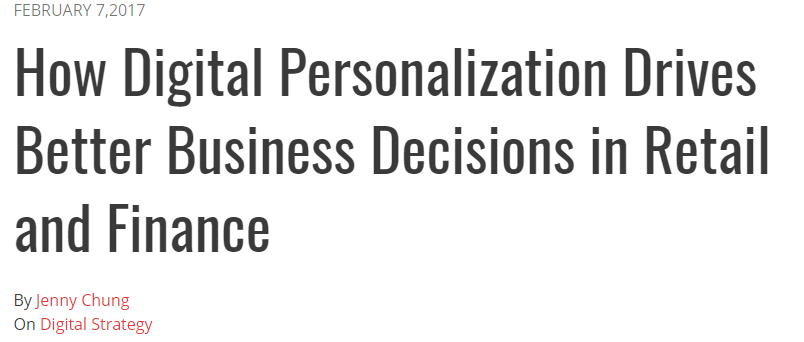 FEBRUARY 7,2017
How Digital Personalization Drives
Better Business Decisions in Retail
and Finance
By Jenny Chung
On Digital Strategy